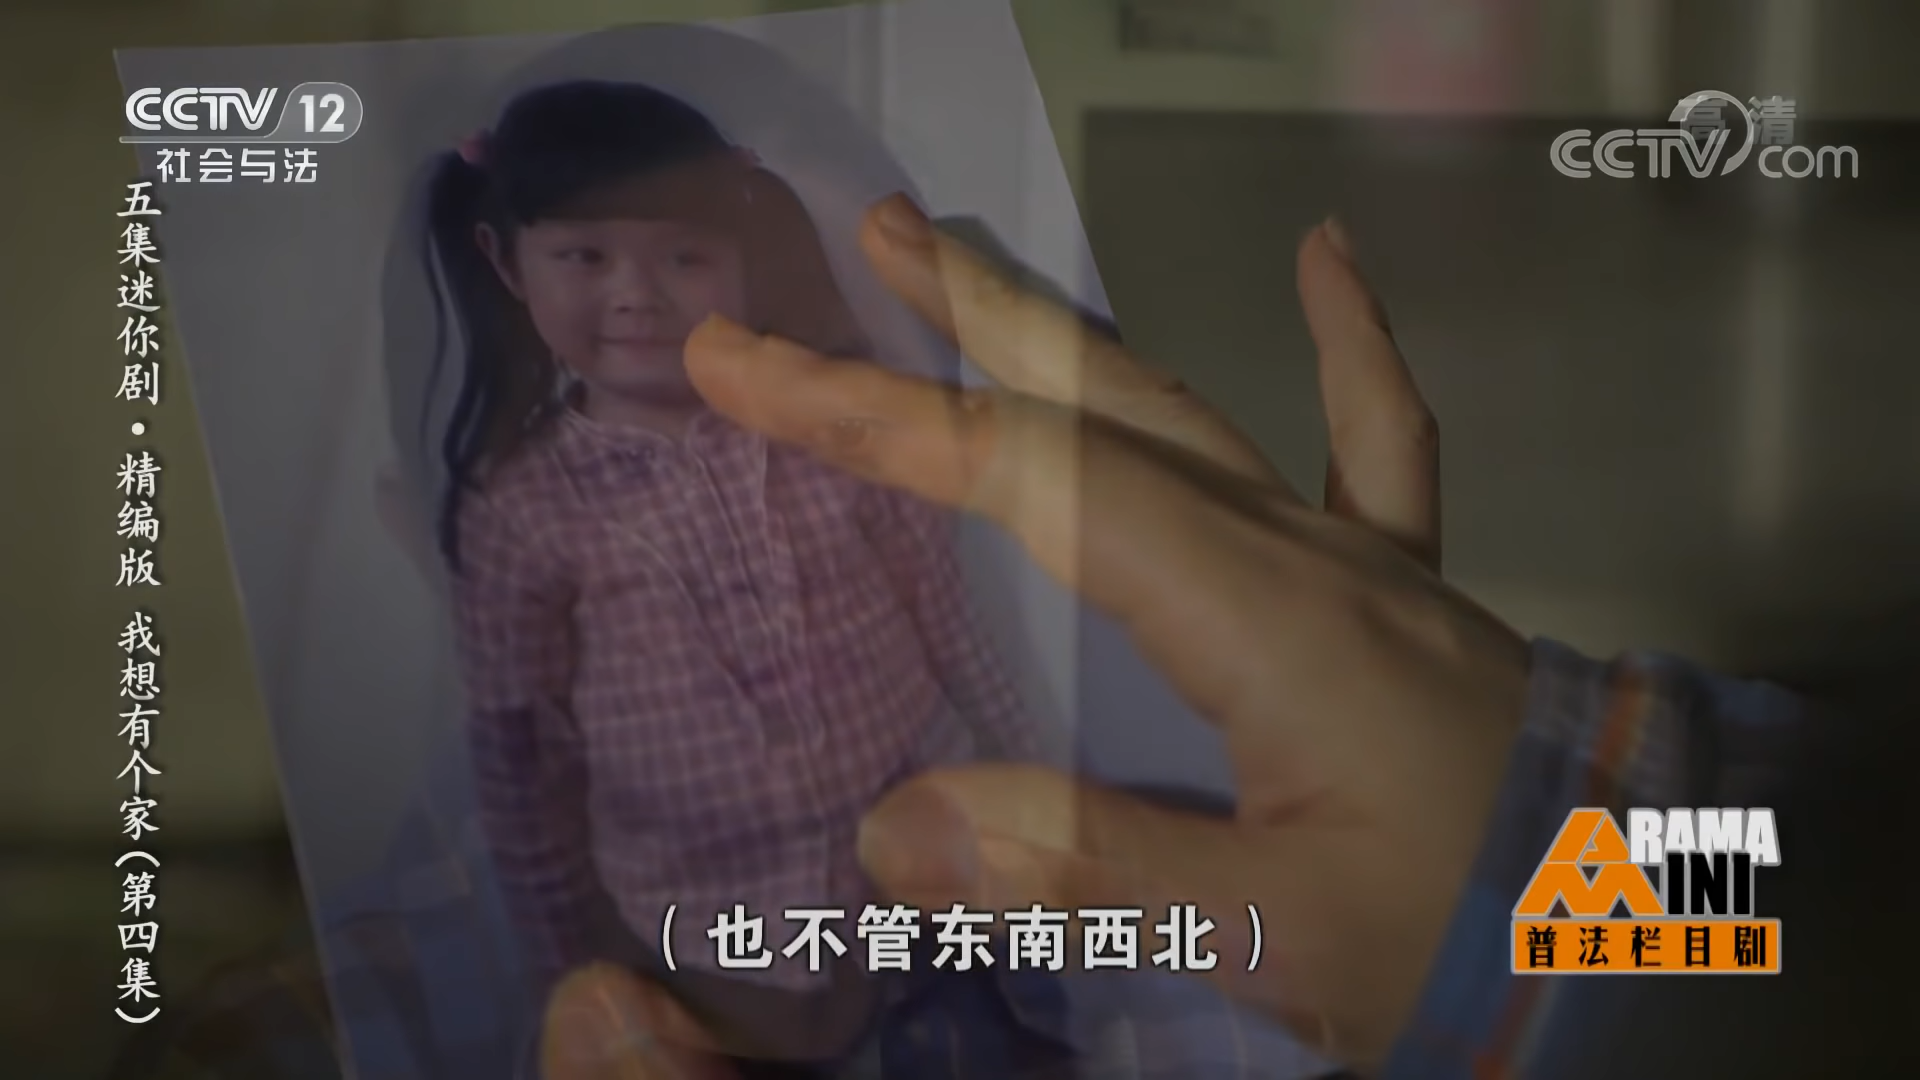 CCTV 12
社会与法
高清
CCTV com
五集迷你剧·精编版 我想有个家(第四集)
DRAMA
MINI
普法栏目剧
(也不管东南西北)